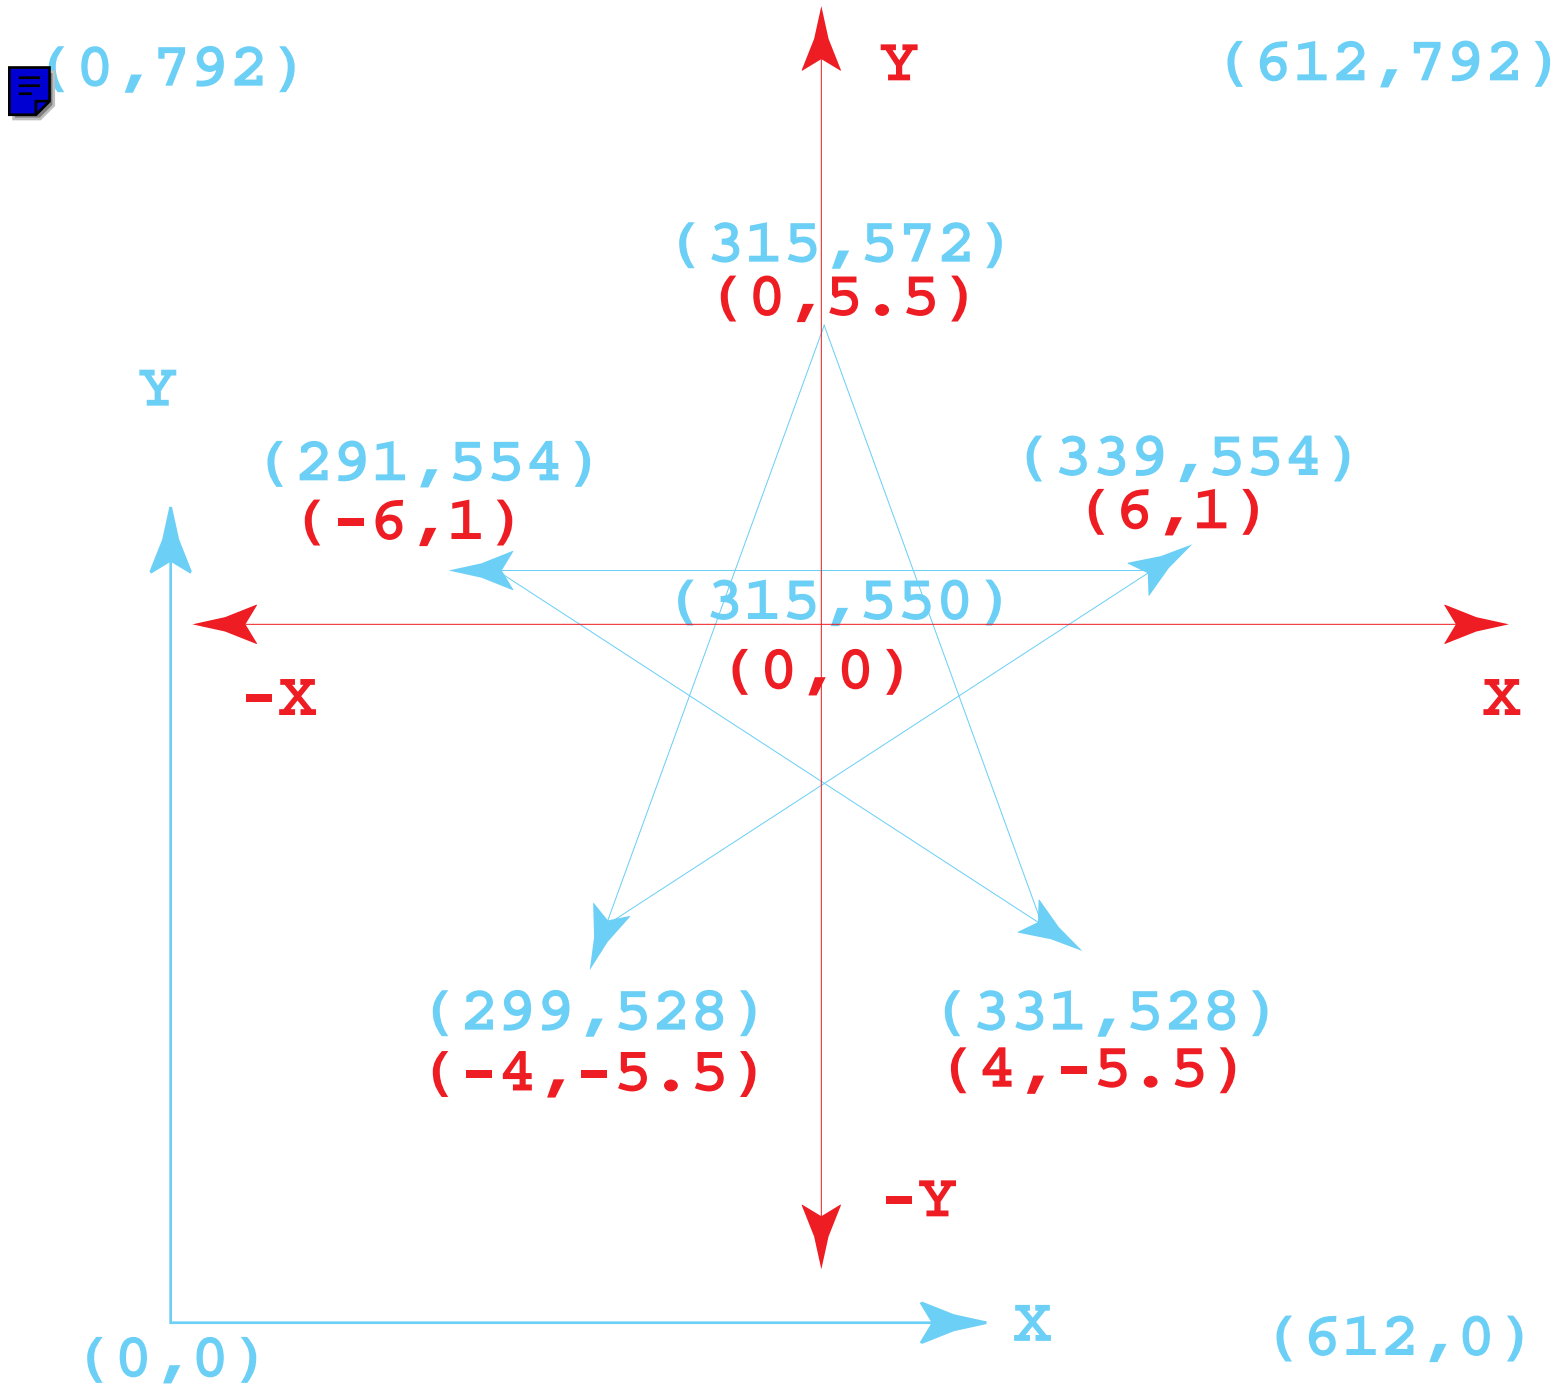 (0,792)
Y
(612,792)
(315,572)
(0,5.5)
Y
(291,554)
(-6,1)
(339,554)
(6,1)
(315,550)
(0,0)
-X
X
(299,528)
(-4,-5.5)
(331,528)
(4,-5.5)
-Y
X
(0,0)
(612,0)